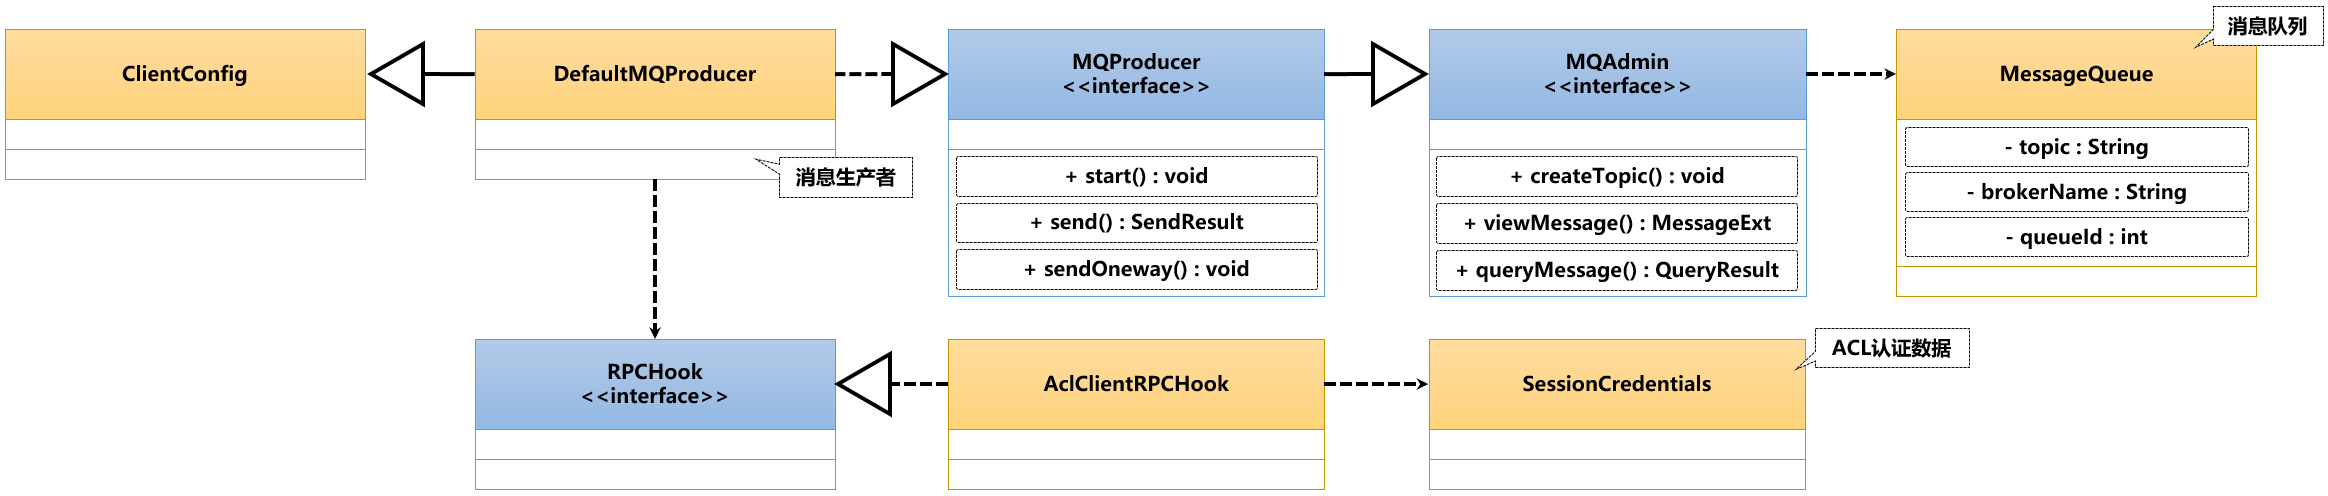 消息队列
ClientConfig
DefaultMQProducer
消息生产者
MQProducer
<<interface>>
+ start() : void
+ send() : SendResult
+ sendOneway() : void
MQAdmin
<<interface>>
+ createTopic() : void
+ viewMessage() : MessageExt
+ queryMessage() : QueryResult
MessageQueue
- topic : String
- brokerName : String
- queueId : int
RPCHook
<<interface>>
AclClientRPCHook
SessionCredentials
ACL认证数据